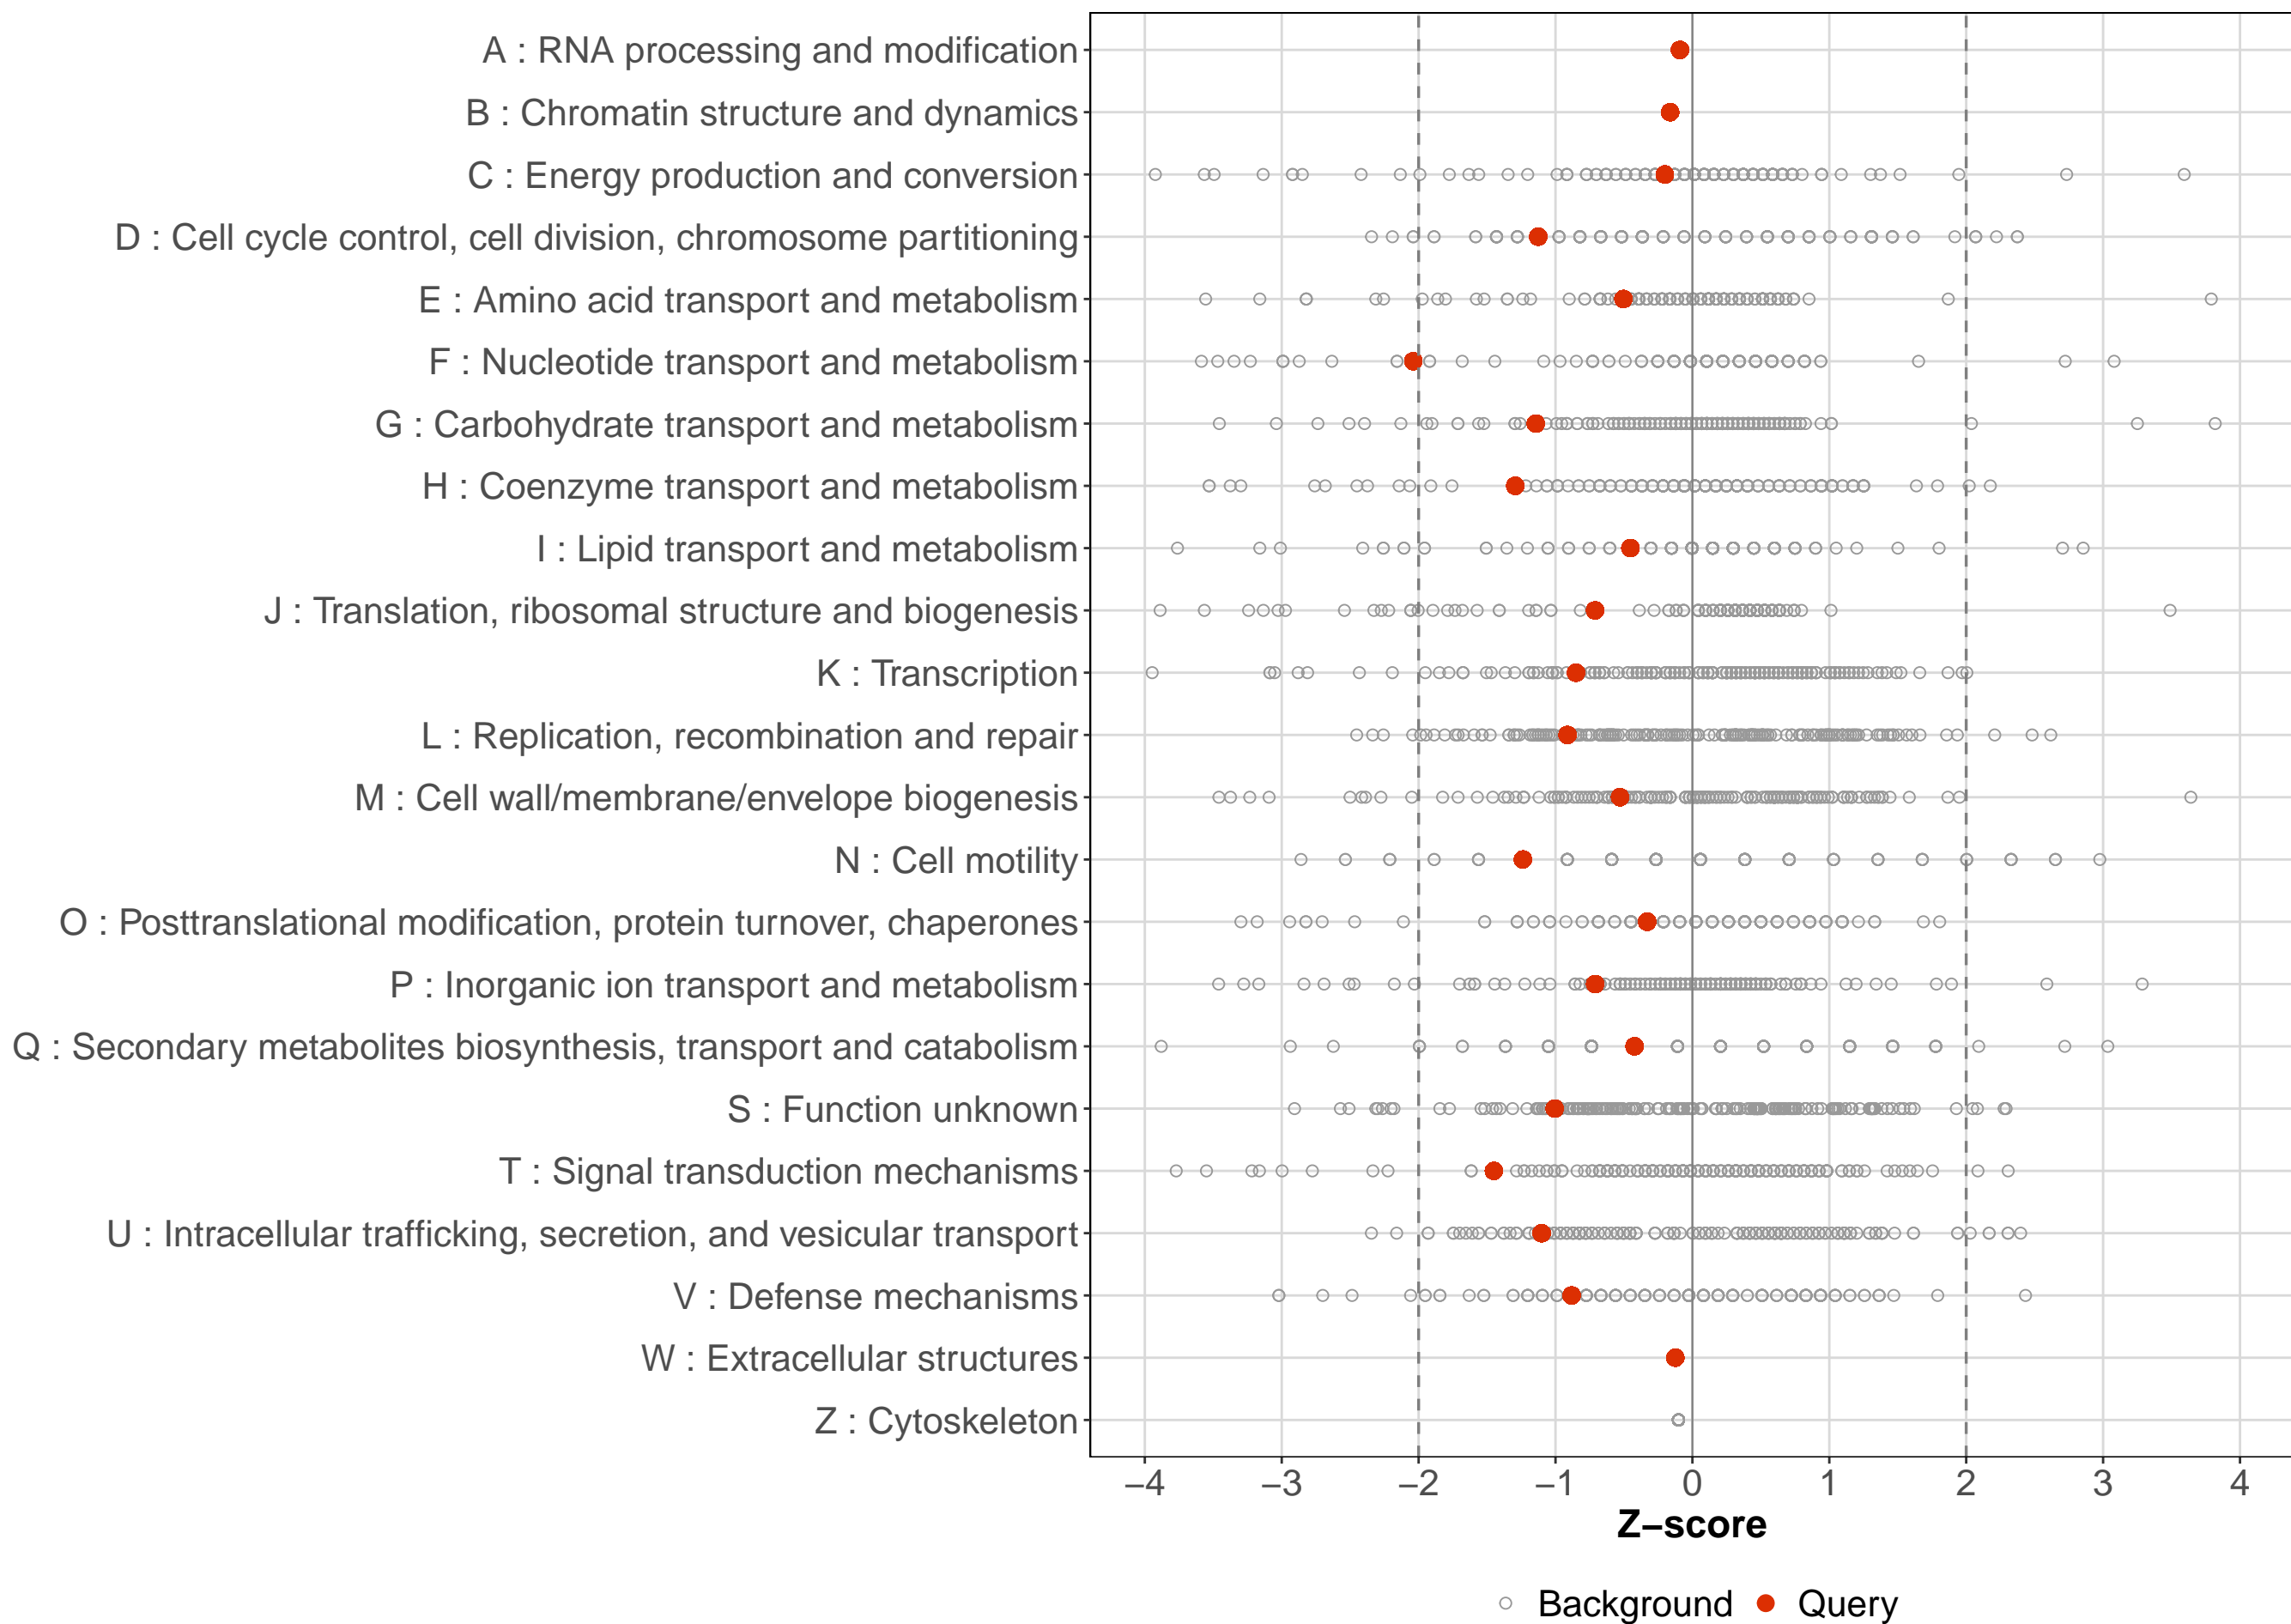 A : RNA processing and modification
B : Chromatin structure and dynamics
C : Energy production and conversion
D : Cell cycle control, cell division, chromosome partitioning
E : Amino acid transport and metabolism
F : Nucleotide transport and metabolism
G : Carbohydrate transport and metabolism
H : Coenzyme transport and metabolism
I : Lipid transport and metabolism
J : Translation, ribosomal structure and biogenesis
K : Transcription
L : Replication, recombination and repair
M : Cell wall/membrane/envelope biogenesis
N : Cell motility
O : Posttranslational modification, protein turnover, chaperones
P : Inorganic ion transport and metabolism
Q : Secondary metabolites biosynthesis, transport and catabolism
S : Function unknown
T : Signal transduction mechanisms
U : Intracellular trafficking, secretion, and vesicular transport
V : Defense mechanisms
W : Extracellular structures
Z : Cytoskeleton
−4 −3 −2 −1 0 1 2 3 4
Z−score
Background Query